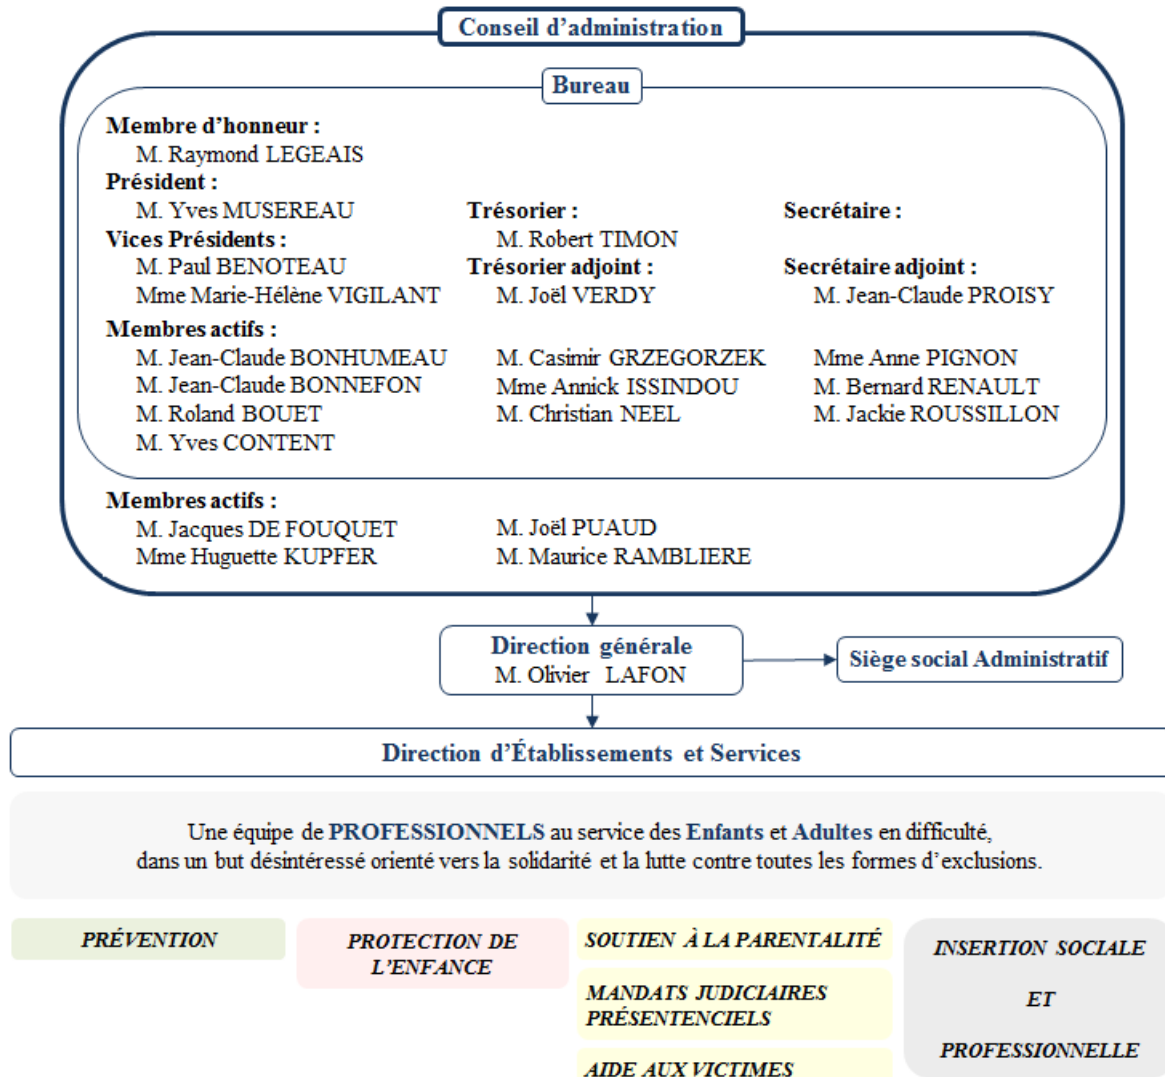 Conseil d’administration
Bureau
Membre d’honneur :
M. Raymond LEGEAIS
Président :
M. Yves MUSEREAU
Trésorier :
Secrétaire :
Vices Présidents :
M. Robert TIMON
M. Paul BENOTEAU
Trésorier adjoint :
Secrétaire adjoint :
Mme Marie-Hélène VIGILANT
M. Joël VERDY
M. Jean-Claude PROISY
Membres actifs :
M. Jean-Claude BONHUMEAU
M. Casimir GRZEGORZEK
Mme Anne PIGNON
M. Jean-Claude BONNEFON
Mme Annick ISSINDOU
M. Bernard RENAULT
M. Roland BOUET
M. Christian NEEL
M. Jackie ROUSSILLON
M. Yves CONTENT
Membres actifs :
M. Jacques DE FOUQUET
M. Joël PUAUD
Mme Huguette KUPFER
M. Maurice RAMBLIERE
Direction générale
M. Olivier LAFON
Siège social Administratif
Direction d’Établissements et Services
Une équipe de PROFESSIONNELS au service des Enfants et Adultes en difficulté,
dans un but désintéressé orienté vers la solidarité et la lutte contre toutes les formes d’exclusions.
PRÉVENTION
PROTECTION DE
L’ENFANCE
SOUTIEN À LA PARENTALITÉ
MANDATS JUDICIAIRES
PRÉSENTENCIELS
AIDE AUX VICTIMES
INSERTION SOCIALE
ET
PROFESSIONNELLE